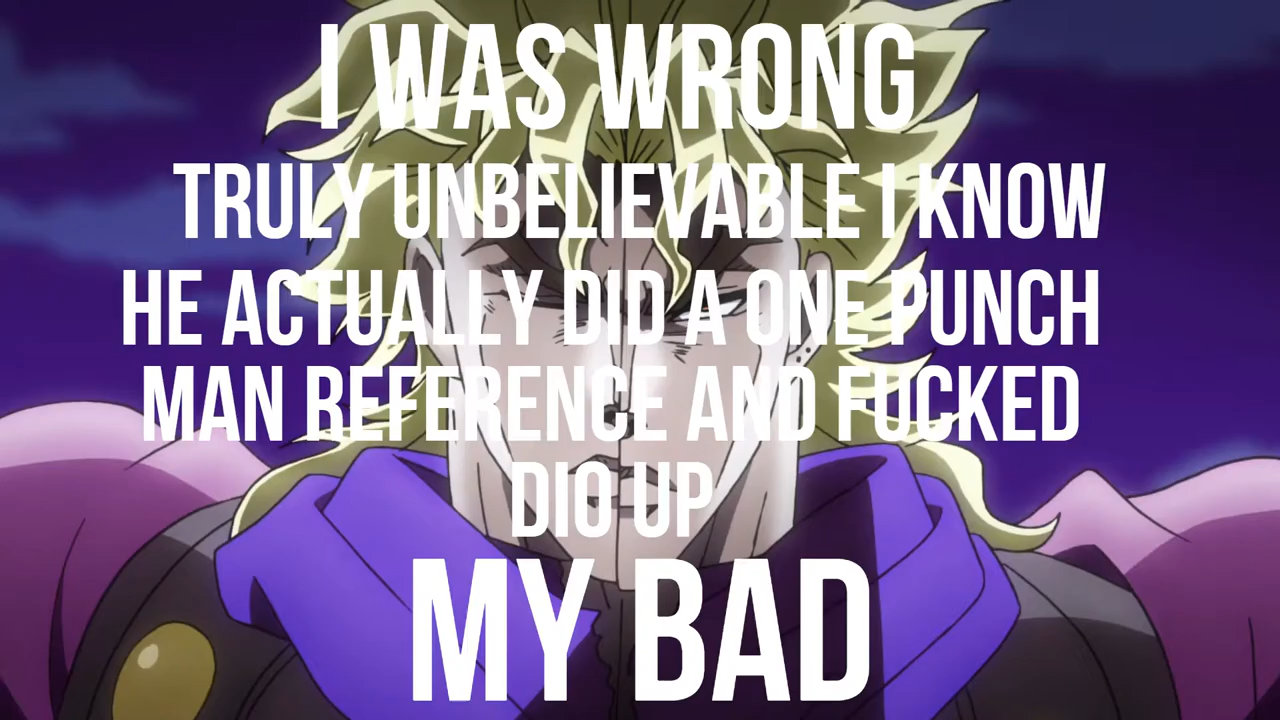 I WAS WRONG
TRULY UNBELIEVABLE I KNOW
HE ACTUALLY DID A ONE PUNCH
MAN REFERENCE AND FUCKED
DIO UP
MY BAD